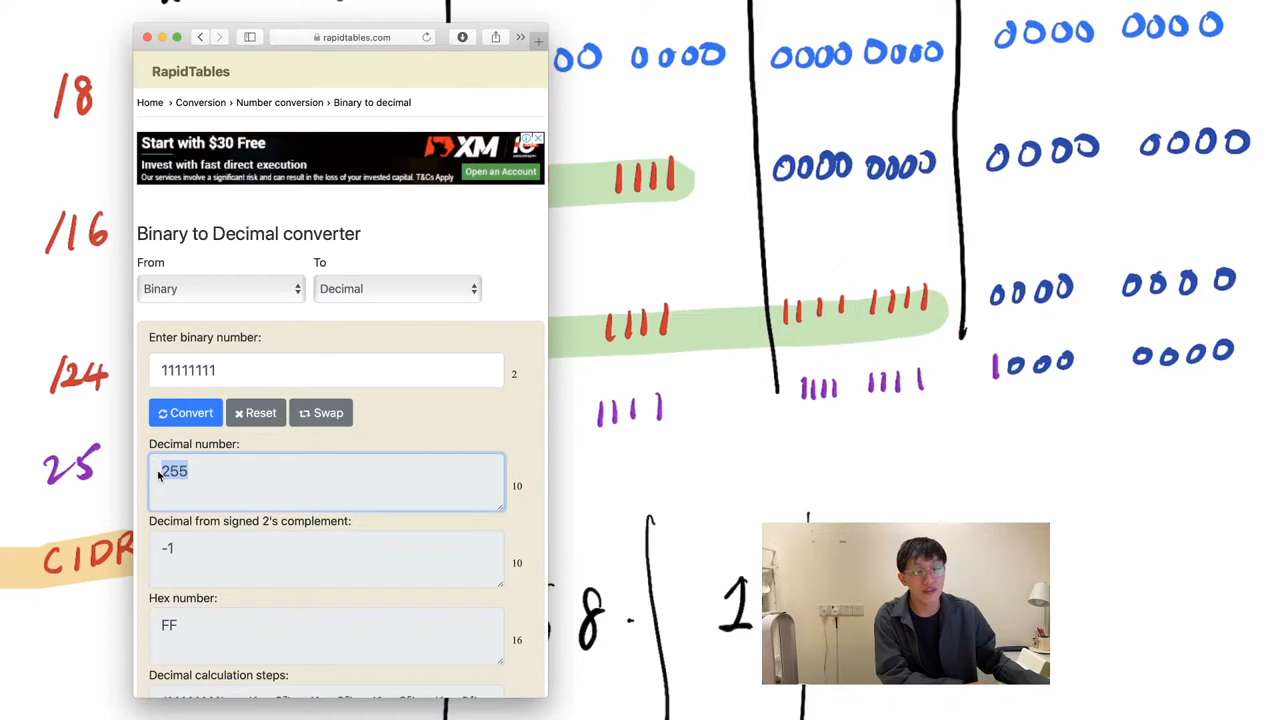 rapidtables.com
RapidTables
Home › Conversion › Number conversion › Binary to decimal
Start with $30 Free
XM
Invest with fast direct execution
Our services involve a significant risk and can result in the loss of your invested capital. T&Cs Apply
Open an Account
Binary to Decimal converter
From
To
Binary
Decimal
Enter binary number:
11111111
2
Convert
Reset
Swap
Decimal number:
255
10
Decimal from signed 2's complement:
-1
10
Hex number:
FF
16
Decimal calculation steps:
/8
00 0000 0000 0000 0000 0000
/16
1111 0000 0000 0000 0000
/24
1111 1111 1111 0000 0000
25
1111 1111 1111 1000 0000
CIDR
8. 1